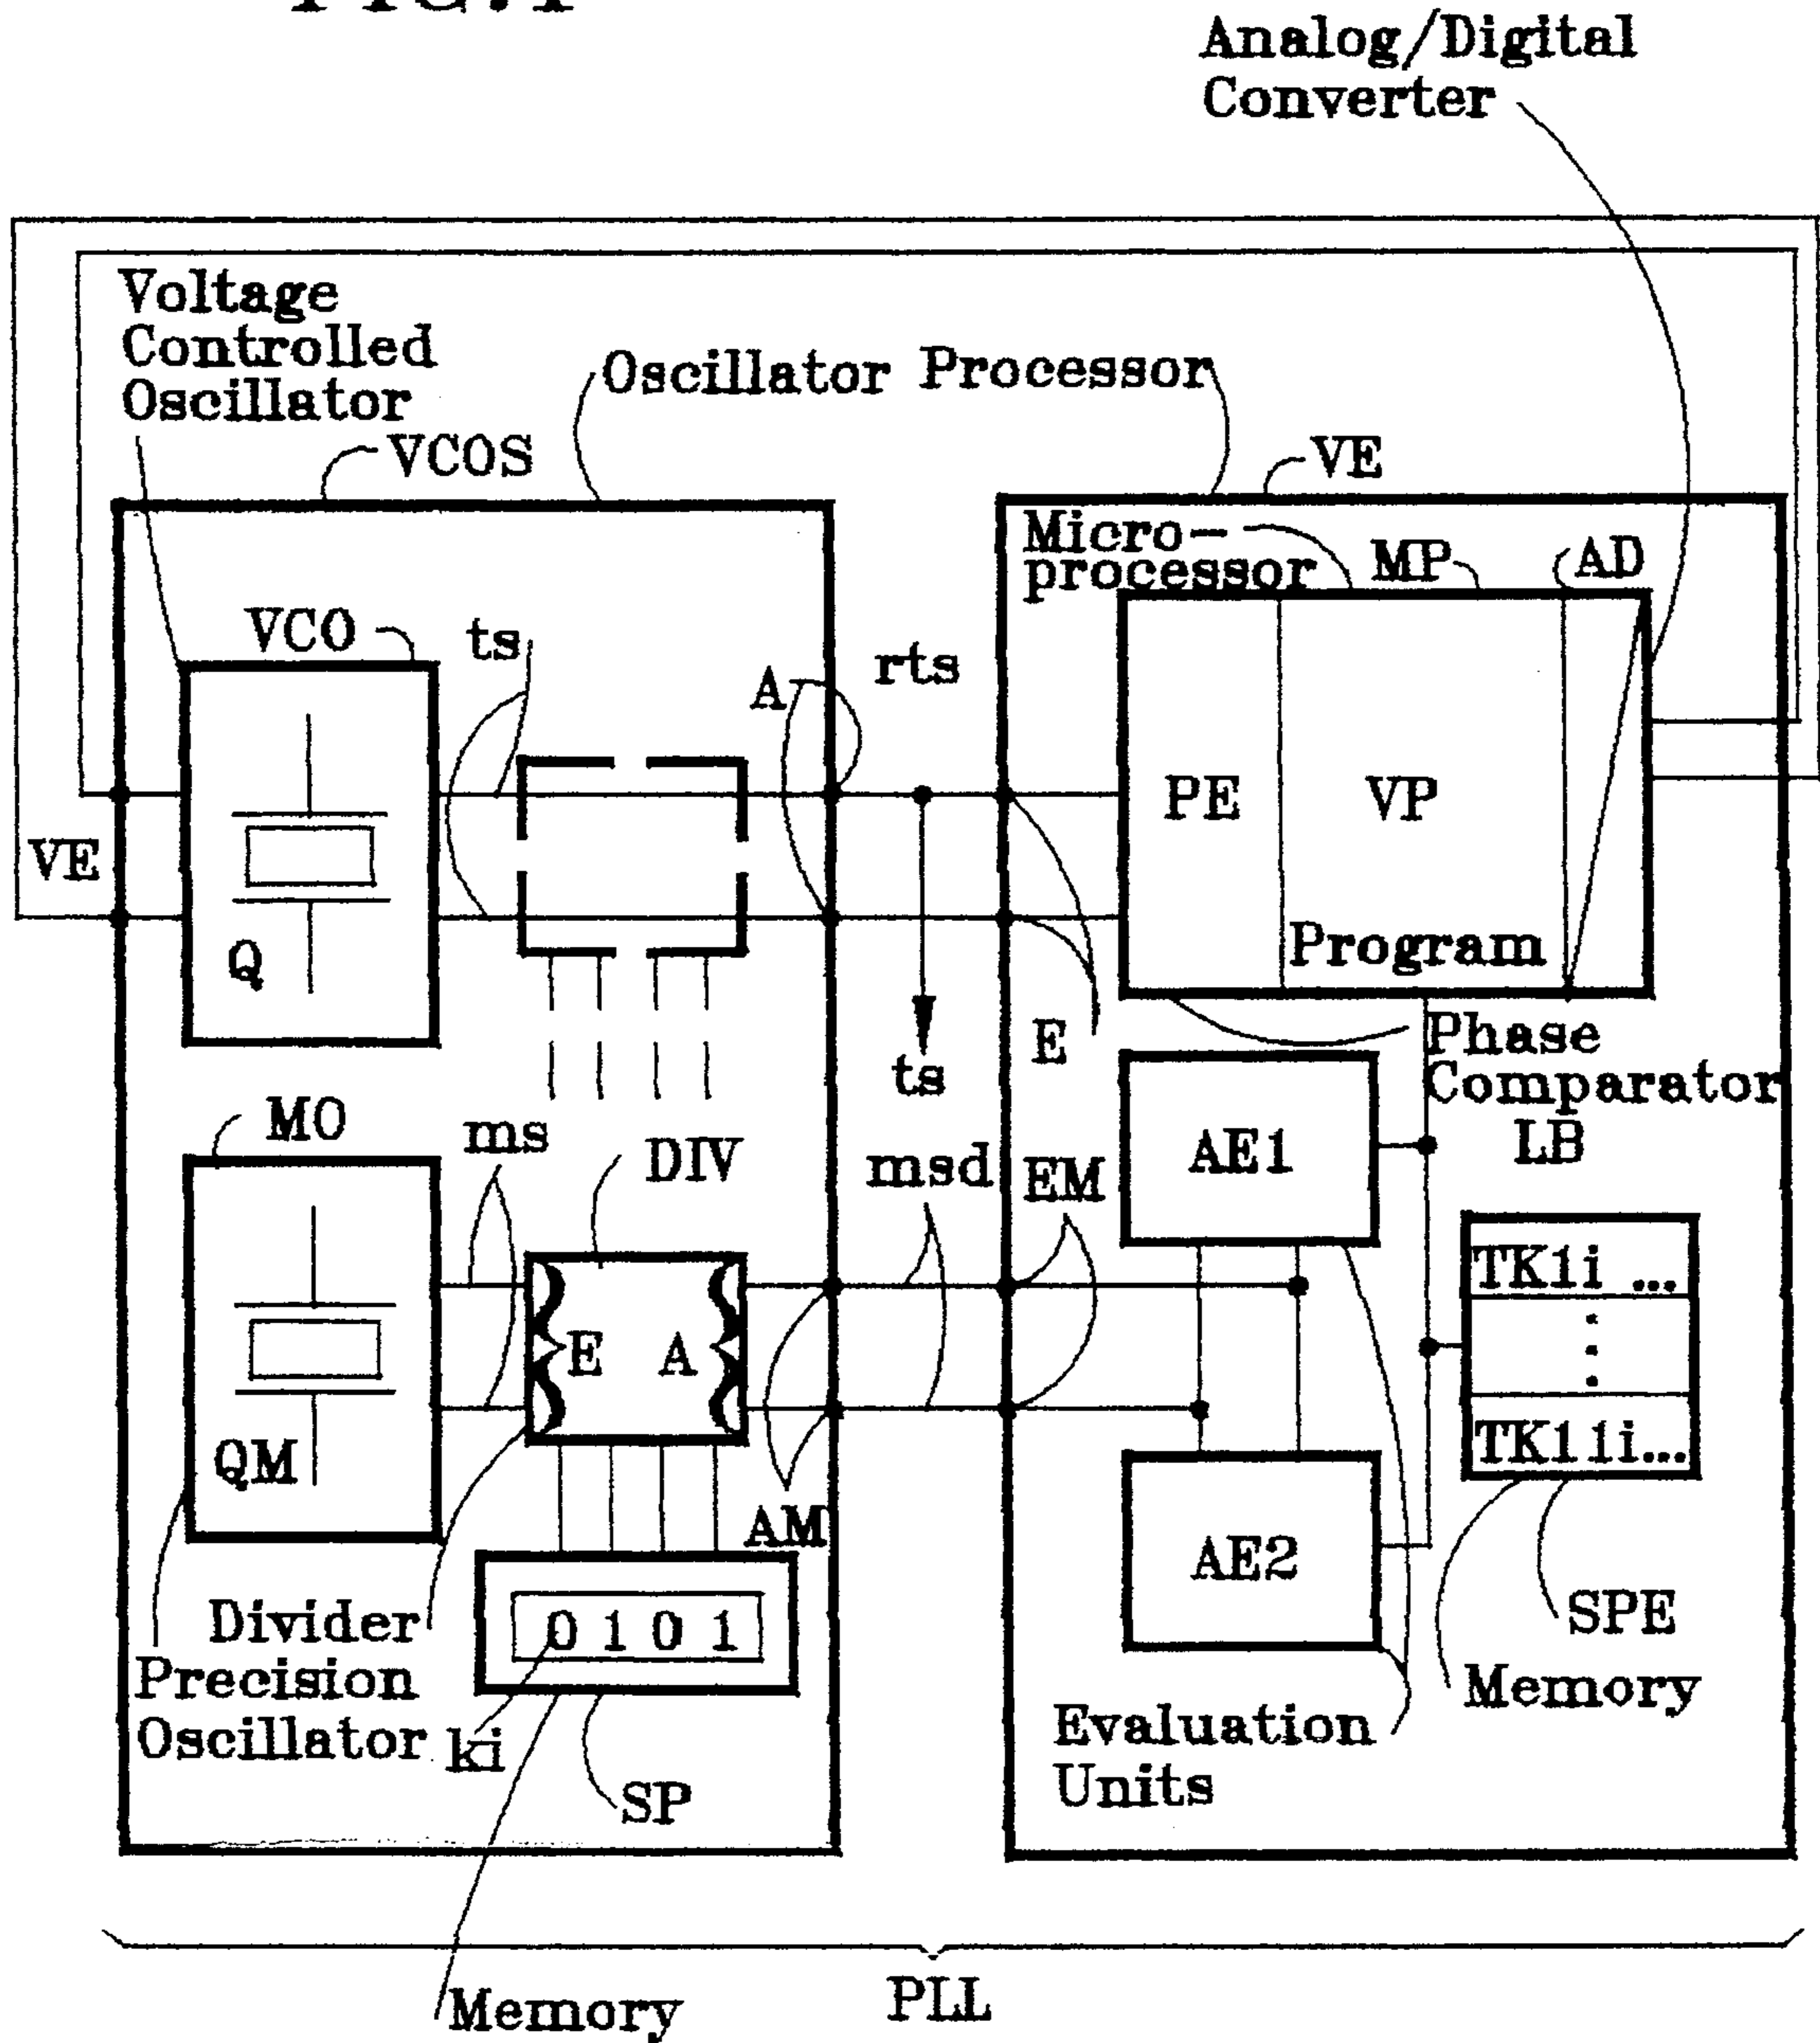 FIG.1
Analog/Digital
Converter
Voltage
Controlled
Oscillator
Oscillator Processor
VCOS
VE
Micro-
processor
MP
AD
VCO
ts
A
rts
PE
VP
VE
Q
Program
E
ts
Phase
Comparator
LB
MO
ms
DIV
msd
EM
AE1
TK1i ...
E
A
QM
TK11i...
AM
AE2
0 1 0 1
Divider
Precision
Oscillator
ki
SPE
Memory
Evaluation
Units
SP
Memory
PLL